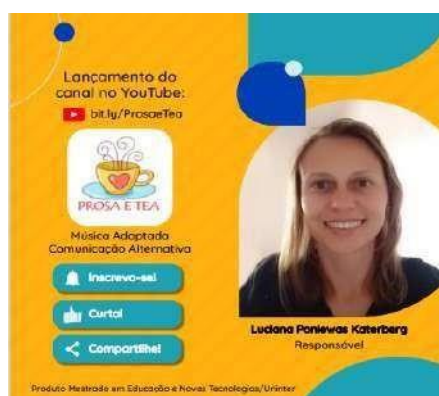 Lançamento do
canal no YouTube:
bit.ly/ProsaeTea
PROSA E TEA
Música Adaptada
Comunicação Alternativa
Inscreva-se!
Curta!
Compartilhe!
Luciana Poniewas Katerberg
Responsável
Produto Mestrado em Educação e Novas Tecnologias/Uninter